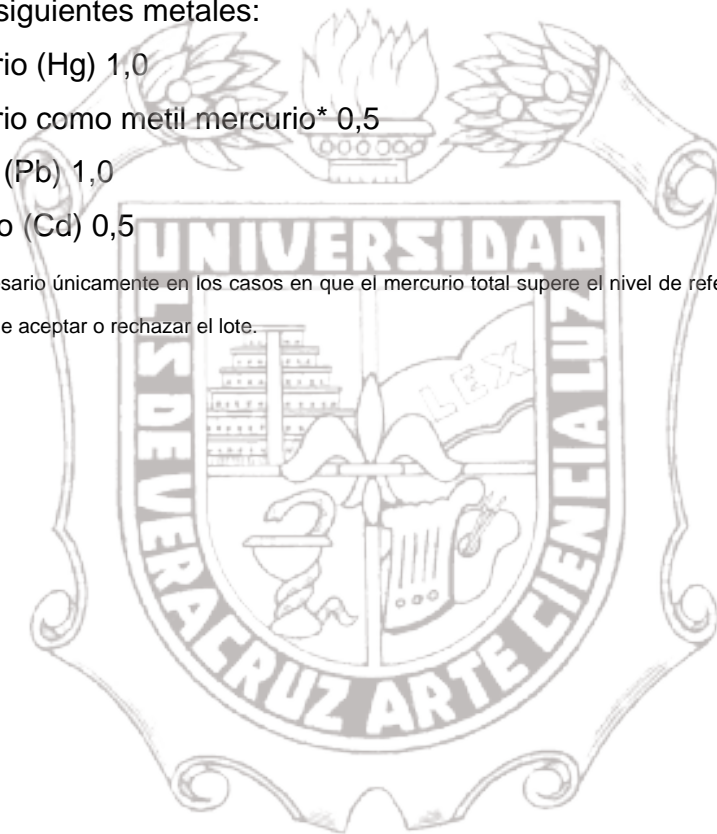 siguientes metales:
rio (Hg) 1,0
rio como metil mercurio* 0,5
(Pb) 1,0
o (Cd) 0,5
sario únicamente en los casos en que el mercurio total supere el nivel de refe
e aceptar o rechazar el lote.
UNIVERSIDAD
LIS DE VERACRUZ ARTE CIENCIA LUZ
LEX